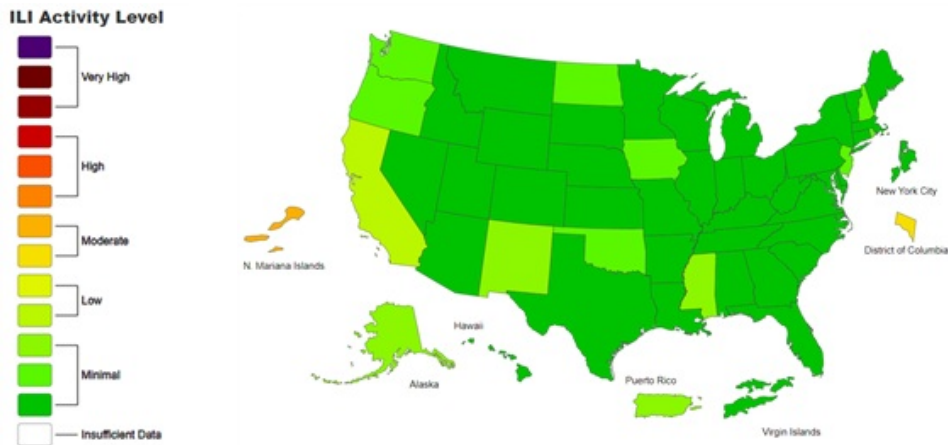 ILI Activity Level
Very High
High
Moderate
Low
Minimal
Insufficient Data
New York City
District of Columbia
N. Mariana Islands
Hawaii
Alaska
Puerto Rico
Virgin Islands